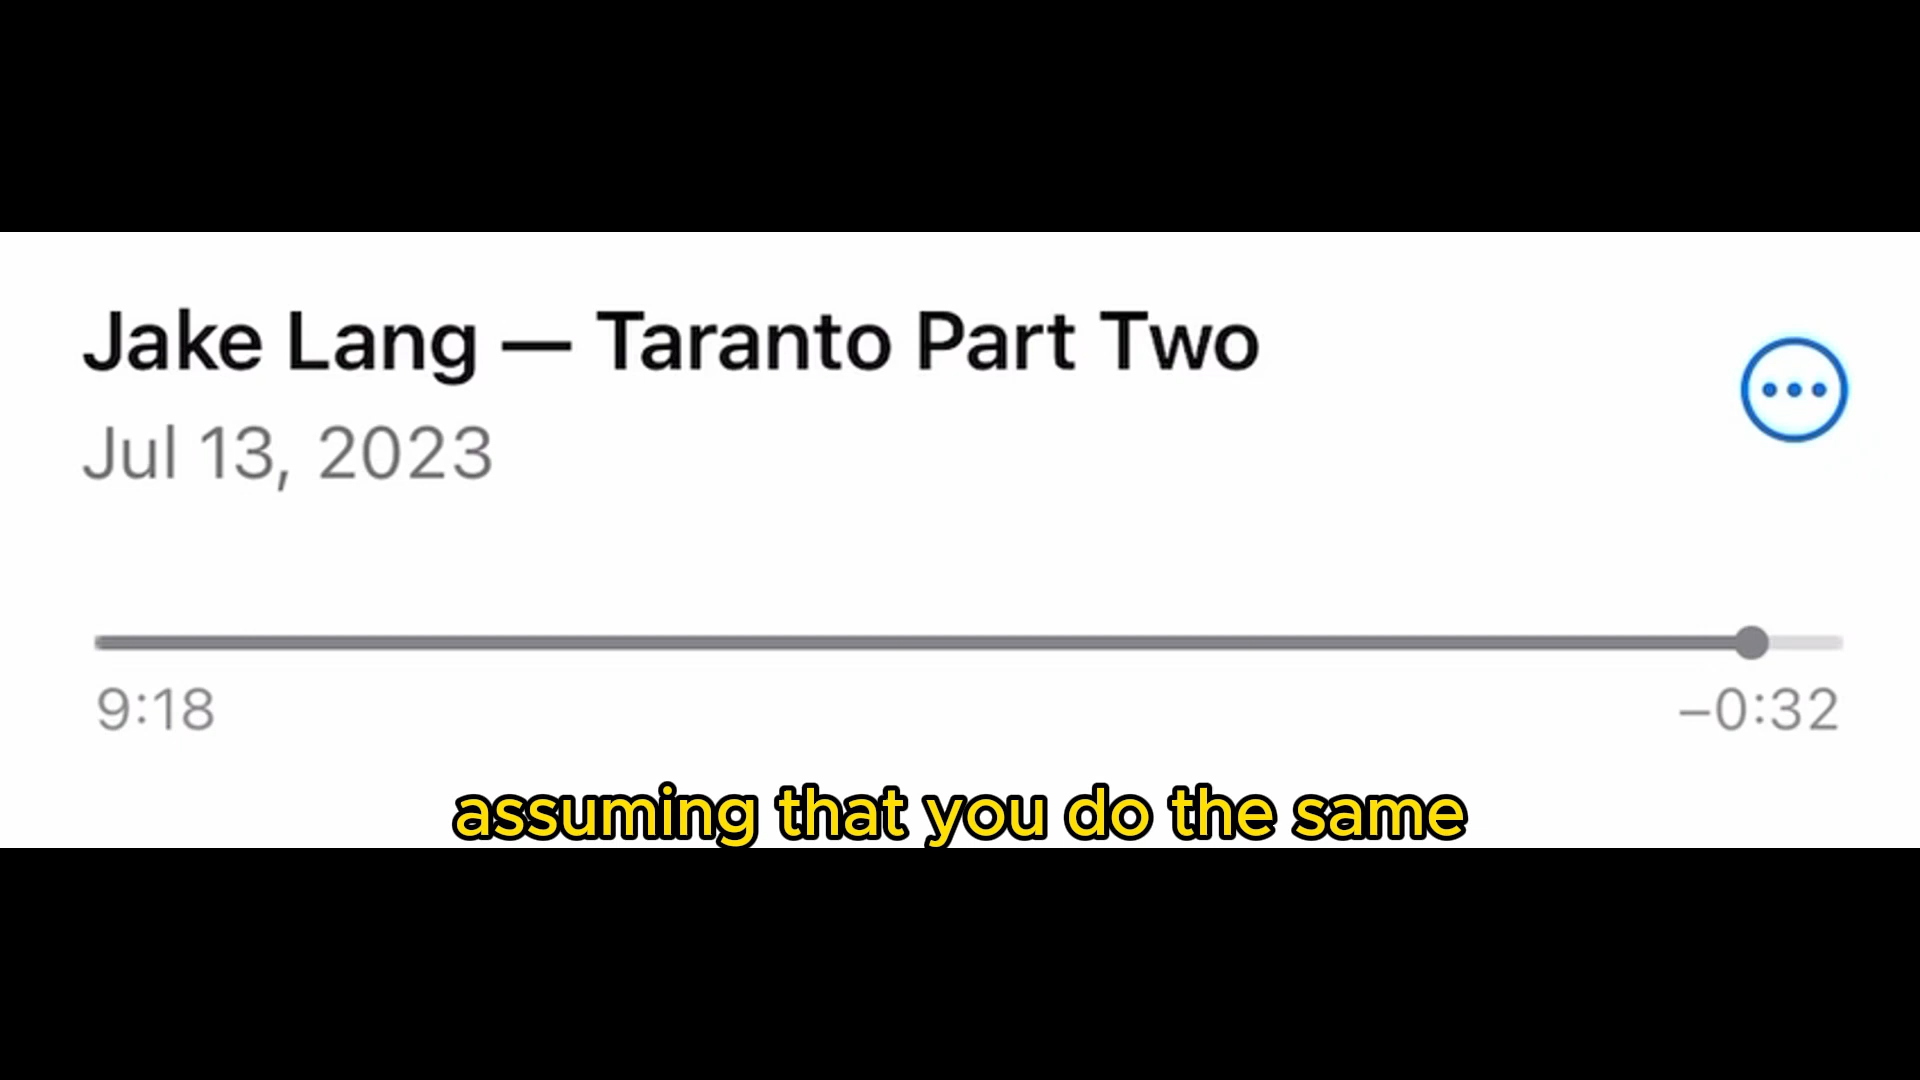 Jake Lang — Taranto Part Two
Jul 13, 2023
9:18
–0:32
assuming that you do the same